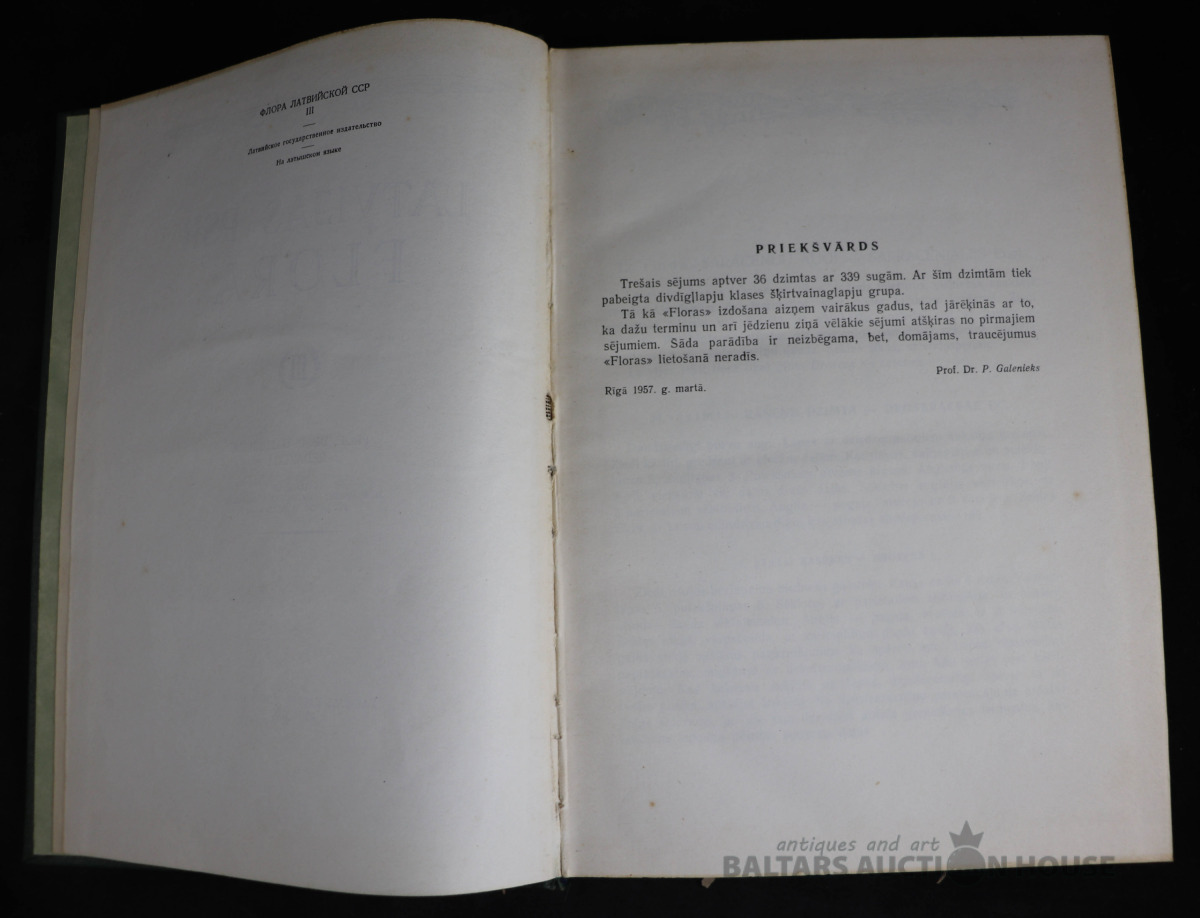 ФЛОРА ЛАТВИЙСКОЙ ССР
III
Латвийское государственное издательство
На латышском языке
PRIEKŠVĀRDS
Trešais sējums aptver 36 dzimtas ar 339 sugām. Ar šīm dzimtām tiek
pabeigta divdīgļlapju klases šķirtvainaglapju grupa.
Tā kā «Floras» izdošana aizņem vairākus gadus, tad jārēķinās ar to,
ka dažu terminu un arī jēdzienu ziņā vēlākie sējumi atšķiras no pirmajiem
sējumiem. Šāda parādība ir neizbēgama, bet, domājams, traucējumus
«Floras» lietošanā neradīs.
Prof. Dr. P. Galenieks
Rīgā 1957. g. martā.
antiques and art
BALTARS AUCTION HOUSE